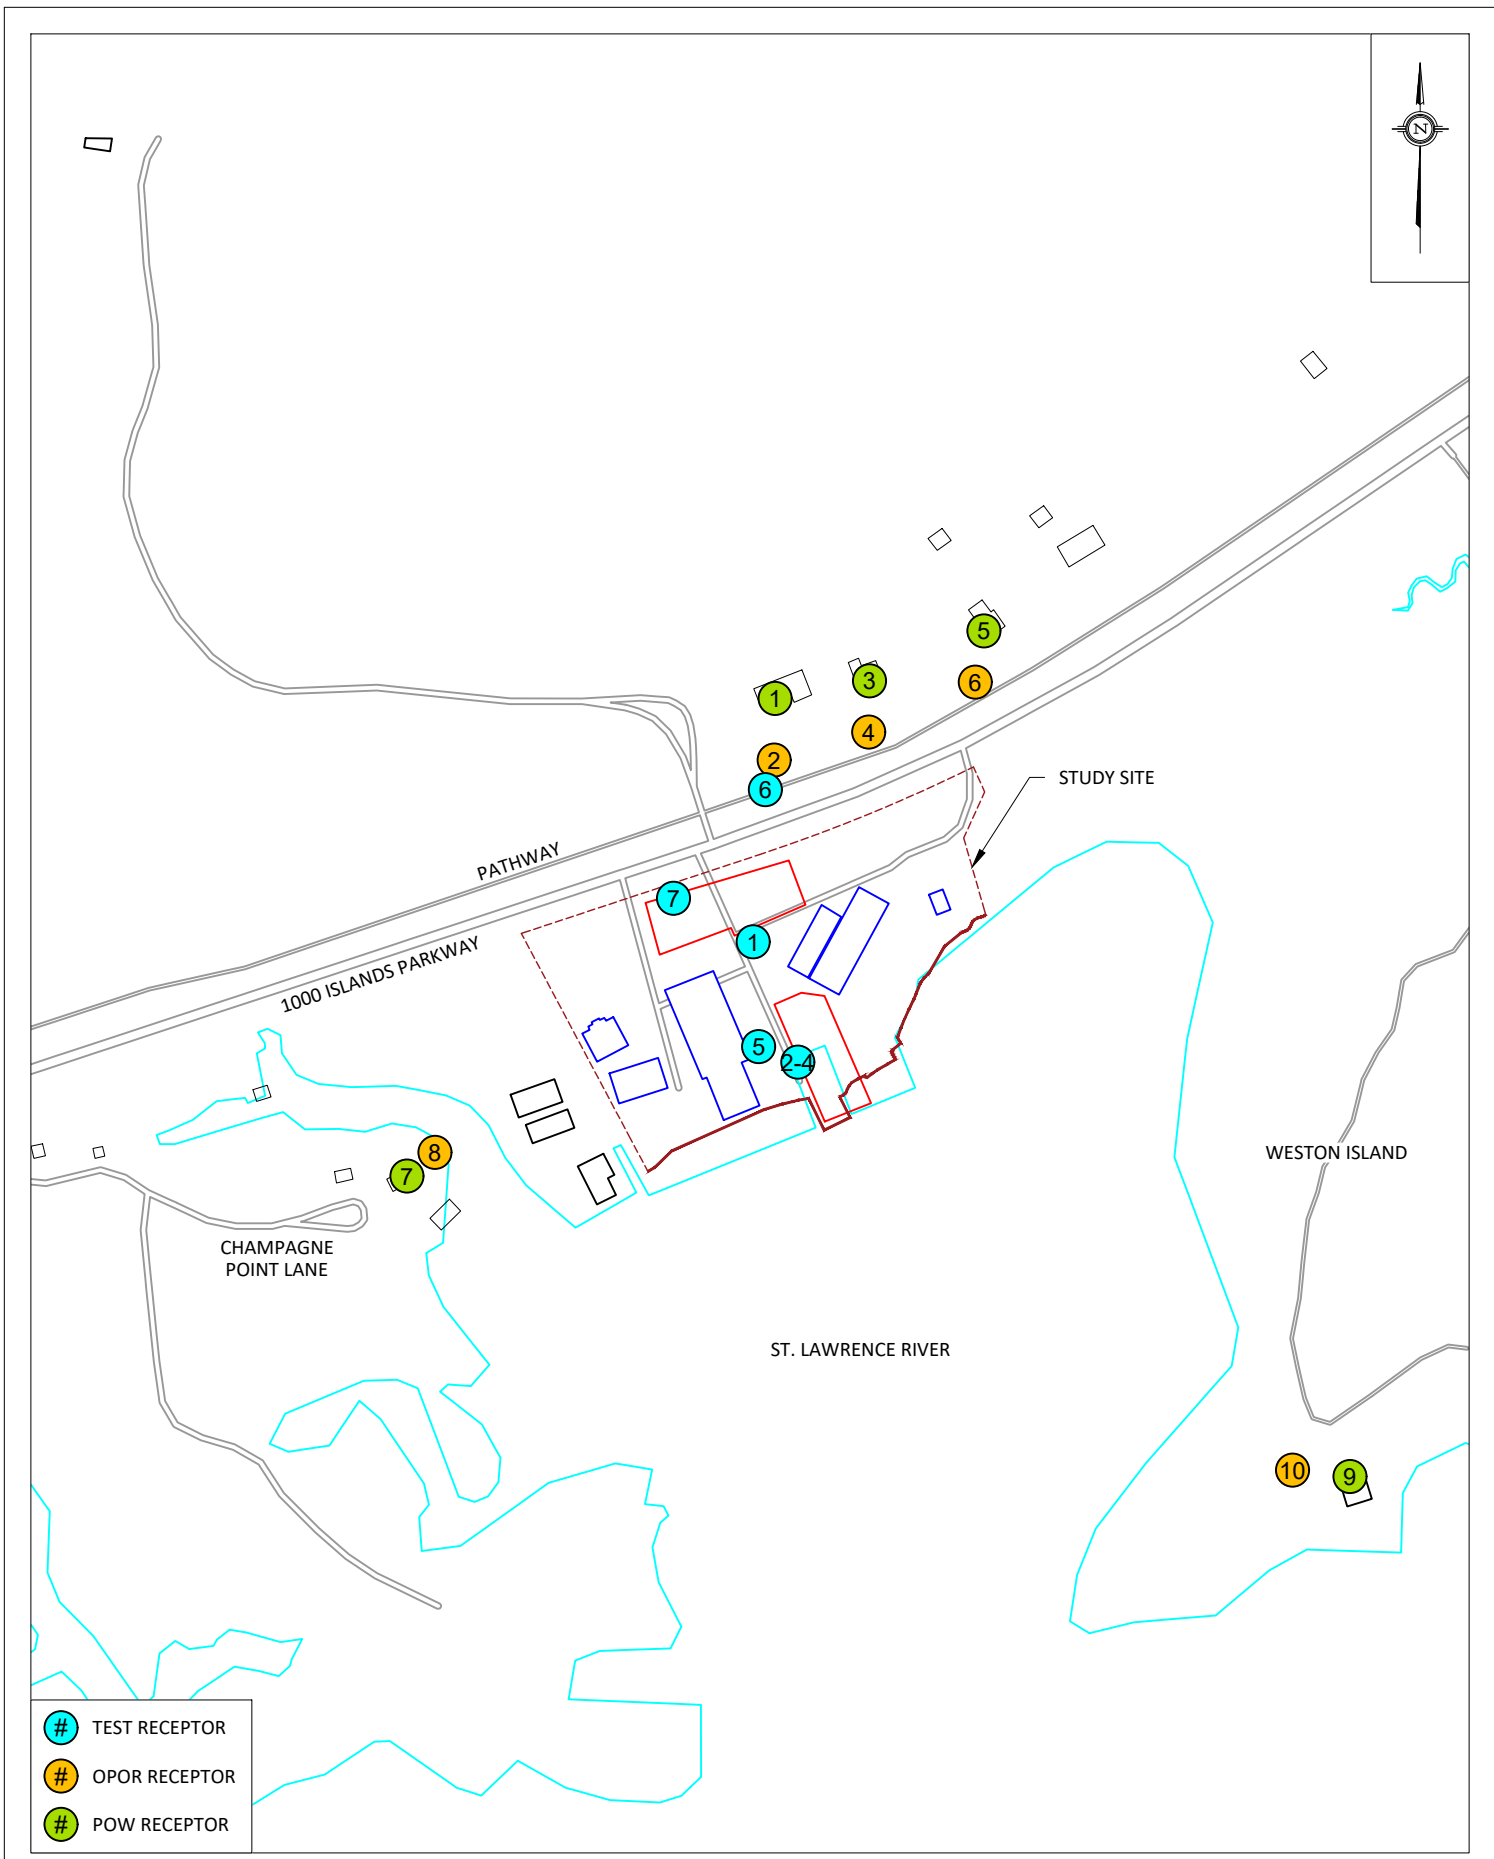 N
5
3
1
6
4
2
6
STUDY SITE
PATHWAY
7
1
1000 ISLANDS PARKWAY
5
2-4
8
7
WESTON ISLAND
CHAMPAGNE
POINT LANE
ST. LAWRENCE RIVER
10
9
# TEST RECEPTOR
# OPOR RECEPTOR
# POW RECEPTOR